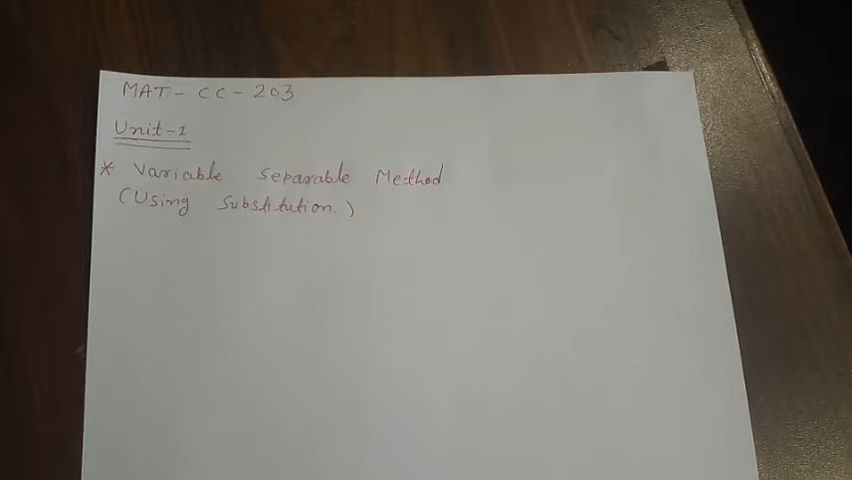 MAT - CC - 203
Unit - 1
* Variable Separable Method
(Using Substitution.)